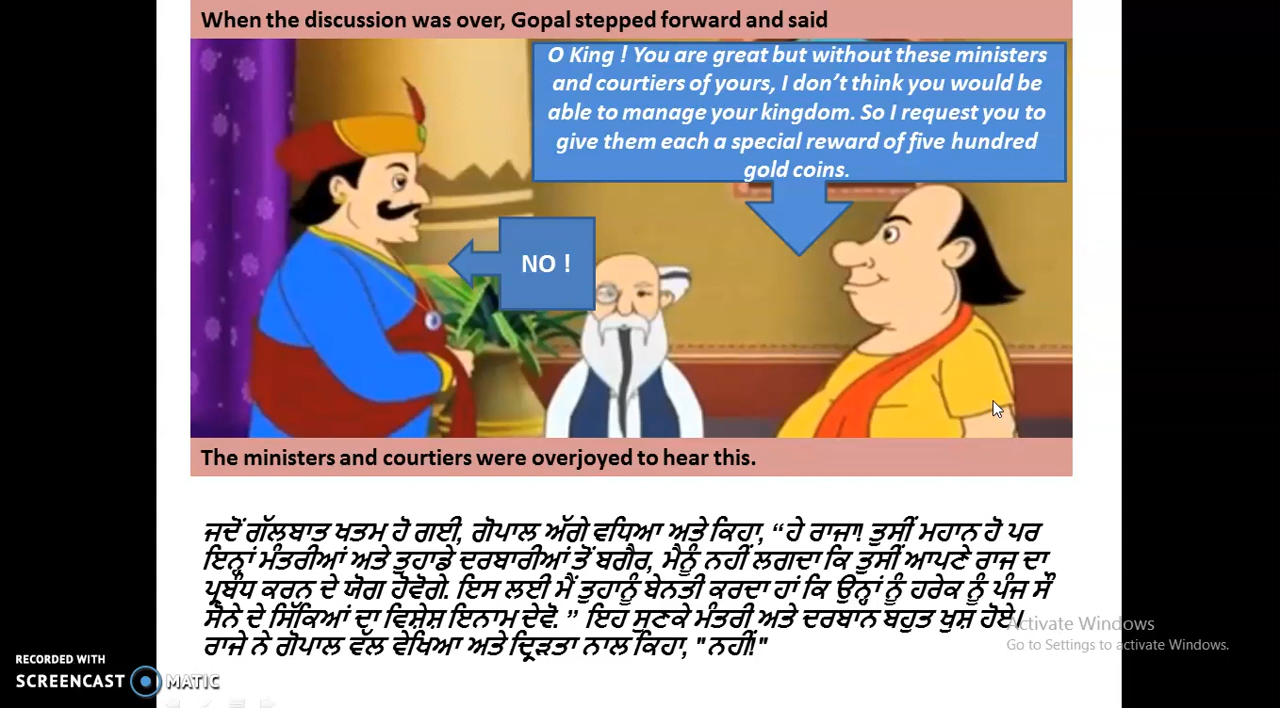 When the discussion was over, Gopal stepped forward and said
O King ! You are great but without these ministers
and courtiers of yours, I don't think you would be
able to manage your kingdom. So I request you to
give them each a special reward of five hundred
gold coins.
NO !
The ministers and courtiers were overjoyed to hear this.
ਜਦੋਂ ਗੱਲਬਾਤ ਖਤਮ ਹੋ ਗਈ, ਗੋਪਾਲ ਅੱਗੇ ਵਧਿਆ ਅਤੇ ਕਿਹਾ, “ਹੇ ਰਾਜਾ! ਤੁਸੀਂ ਮਹਾਨ ਹੋ ਪਰ
ਇਨ੍ਹਾਂ ਮੰਤਰੀਆਂ ਅਤੇ ਤੁਹਾਡੇ ਦਰਬਾਰੀਆਂ ਤੋਂ ਬਗੈਰ, ਮੈਨੂੰ ਨਹੀਂ ਲਗਦਾ ਕਿ ਤੁਸੀਂ ਆਪਣੇ ਰਾਜ ਦਾ
ਪ੍ਰਬੰਧ ਕਰਨ ਦੇ ਯੋਗ ਹੋਵੋਗੇ. ਇਸ ਲਈ ਮੈਂ ਤੁਹਾਨੂੰ ਬੇਨਤੀ ਕਰਦਾ ਹਾਂ ਕਿ ਉਨ੍ਹਾਂ ਨੂੰ ਹਰੇਕ ਨੂੰ ਪੰਜ ਸੌ
ਸੋਨੇ ਦੇ ਸਿੱਕਿਆਂ ਦਾ ਵਿਸ਼ੇਸ਼ ਇਨਾਮ ਦੇਵੋ. ” ਇਹ ਸੁਣਕੇ ਮੰਤਰੀ ਅਤੇ ਦਰਬਾਨ ਬਹੁਤ ਖੁਸ਼ ਹੋਏ।
ਰਾਜੇ ਨੇ ਗੋਪਾਲ ਵੱਲ ਵੇਖਿਆ ਅਤੇ ਦ੍ਰਿੜਤਾ ਨਾਲ ਕਿਹਾ, "ਨਹੀਂ!"
Activate Windows
Go to Settings to activate Windows.
RECORDED WITH
SCREENCAST MATIC